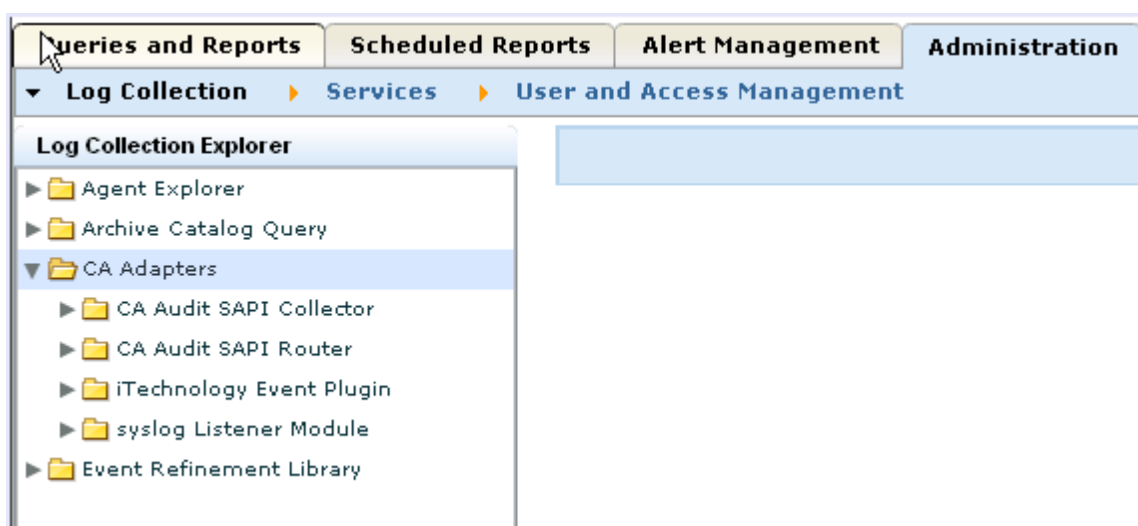 Queries and Reports Scheduled Reports Alert Management Administration
Log Collection Services User and Access Management
Log Collection Explorer
Agent Explorer
Archive Catalog Query
CA Adapters
CA Audit SAPI Collector
CA Audit SAPI Router
iTechnology Event Plugin
syslog Listener Module
Event Refinement Library